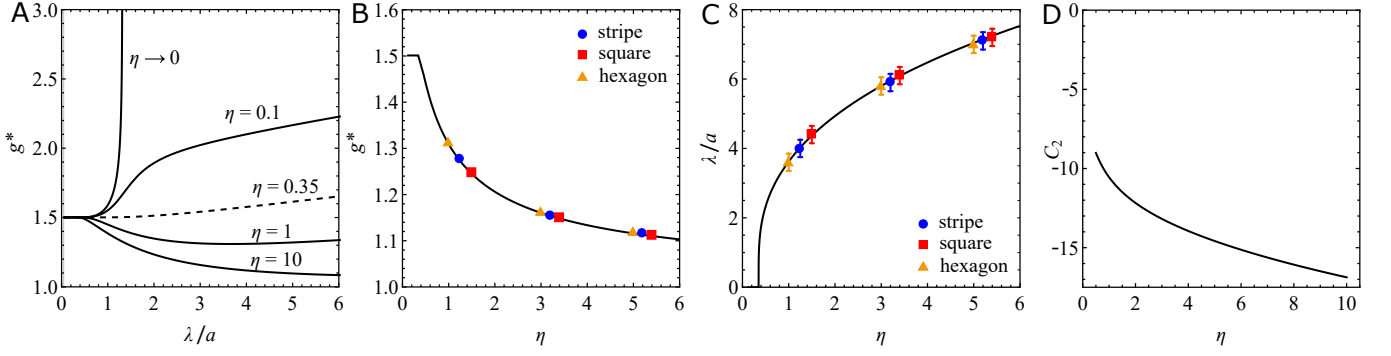 A
3.0
2.5
2.0
1.5
1.0
g*
η → 0
η = 0.1
η = 0.35
η = 1
η = 10
0 1 2 3 4 5 6
λ/a
B
1.6
1.5
1.4
1.3
1.2
1.1
1.0
g*
stripe
square
hexagon
0 1 2 3 4 5 6
η
C
8
6
4
2
0
λ/a
stripe
square
hexagon
0 1 2 3 4 5 6
η
D
0
-5
-10
-15
C₂
0 2 4 6 8 10
η